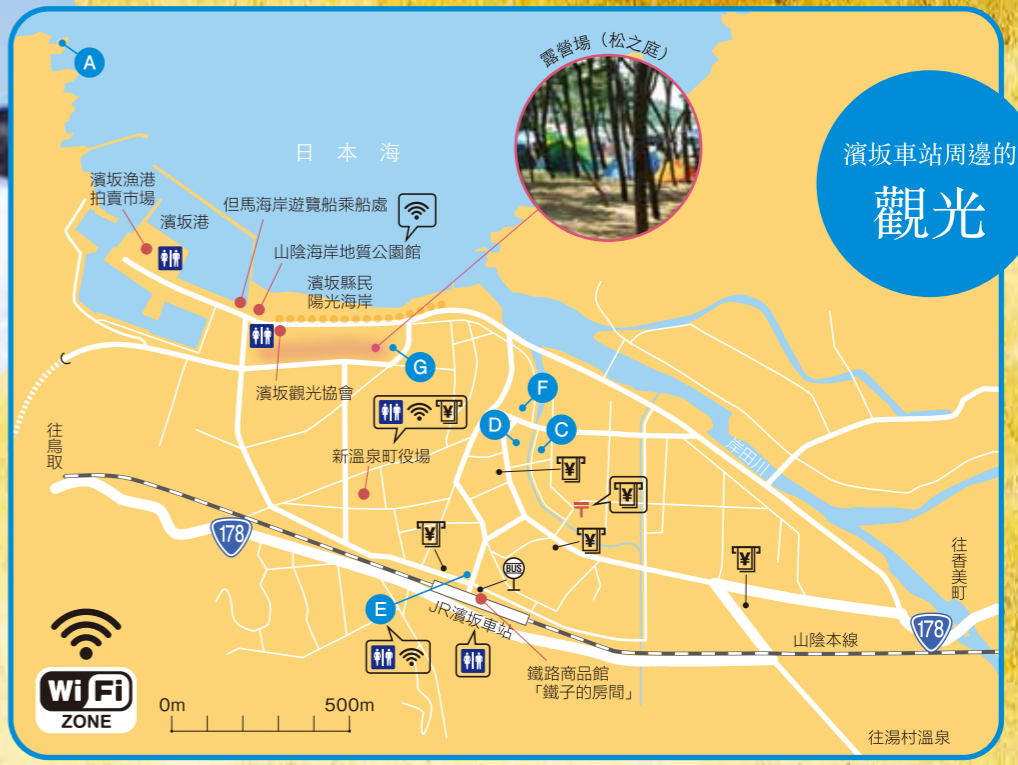 A
露營場（松之庭）
濱坂車站周邊的
觀光
日本海
濱坂漁港
拍賣市場
濱坂港
但馬海岸遊覽船乘船處
山陰海岸地質公園館
濱坂縣民
陽光海岸
G
濱坂觀光協會
F
D
C
¥
往鳥取
新溫泉町役場
¥
〒
¥
岸田川
178
¥
¥
¥
BUS
往香美町
E
JR濱坂車站
178
山陰本線
鐵路商品館
「鐵子的房間」
Wi Fi
ZONE
0m
500m
往湯村溫泉